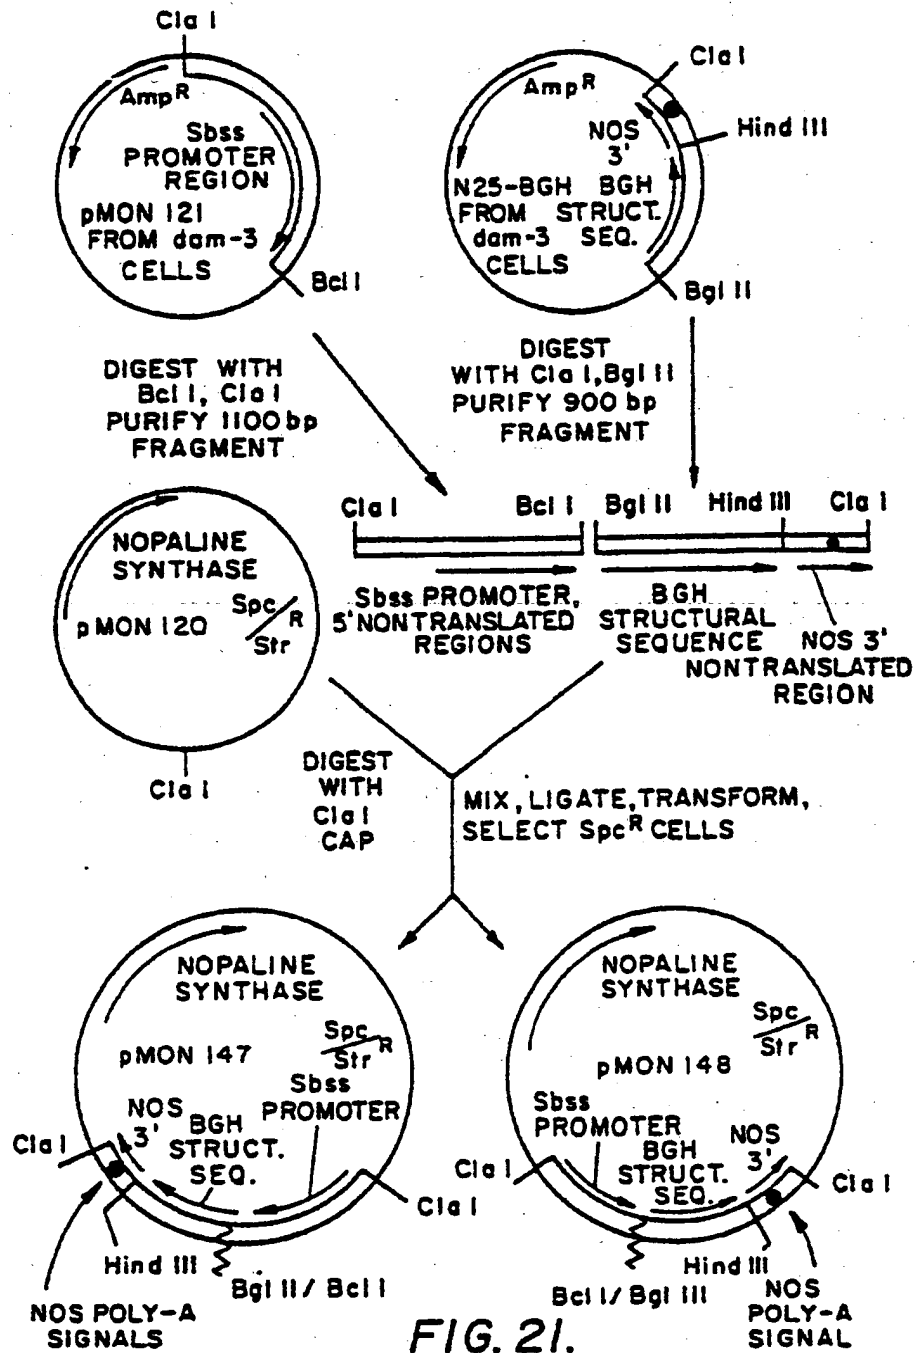 Cla I
Amp R
Sbss
PROMOTER
REGION
pMON 121
FROM dam-3
CELLS
Bcl I
Cla I
Amp R
NOS
3'
Hind III
N25-BGH BGH
FROM STRUCT.
dam-3 SEQ.
CELLS
Bgl II
DIGEST WITH
Bcl I, Cla I
PURIFY 1100 bp
FRAGMENT
DIGEST
WITH Cla I, Bgl II
PURIFY 900 bp
FRAGMENT
Cla I Bcl I Bgl II Hind III Cla I
Sbss PROMOTER,
5' NONTRANSLATED
REGIONS
BGH
STRUCTURAL
SEQUENCE
NOS 3'
NONTRANSLATED
REGION
NOPALINE
SYNTHASE
pMON 120
Spc/Str R
Cla I
DIGEST
WITH
Cla I
CAP
MIX, LIGATE, TRANSFORM,
SELECT Spc R CELLS
NOPALINE
SYNTHASE
Spc/Str R
pMON 147
Sbss
PROMOTER
NOS
3'
BGH
STRUCT.
SEQ.
Cla I
Cla I
Hind III
Bgl II / Bcl I
NOS POLY-A
SIGNALS
NOPALINE
SYNTHASE
Spc/Str R
pMON 148
Sbss
PROMOTER
BGH
STRUCT.
SEQ.
NOS
3'
Cla I
Cla I
Hind III
Bcl I / Bgl III
NOS
POLY-A
SIGNAL
FIG. 21.